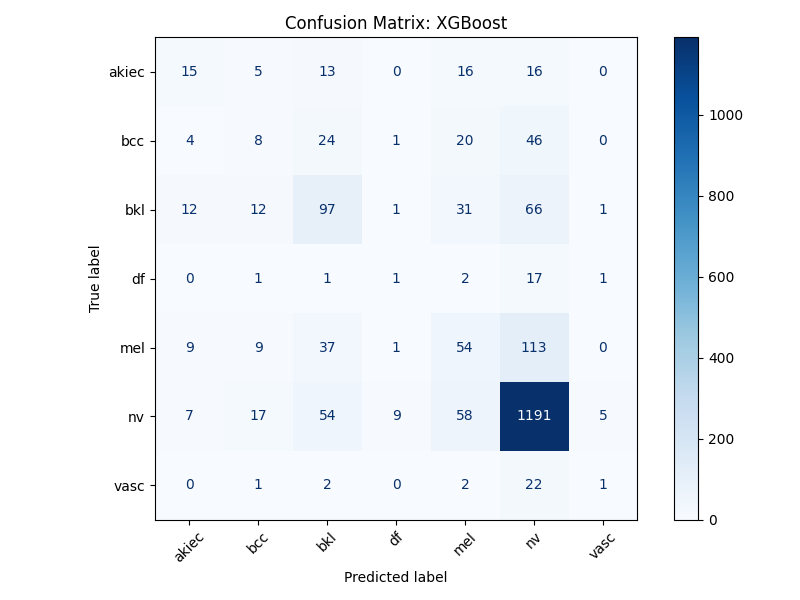 Confusion Matrix: XGBoost
akiec 15 5 13 0 16 16 0
bcc 4 8 24 1 20 46 0
bkl 12 12 97 1 31 66 1
df 0 1 1 1 2 17 1
mel 9 9 37 1 54 113 0
nv 7 17 54 9 58 1191 5
vasc 0 1 2 0 2 22 1
akiec bcc bkl df mel nv vasc
Predicted label
True label
1000
800
600
400
200
0